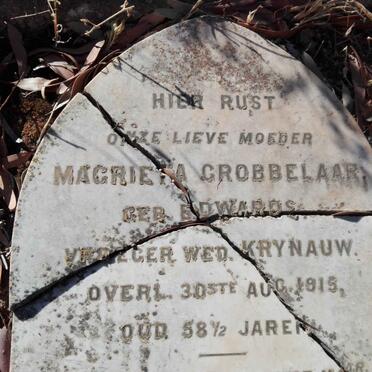 HIER RUST
ONZE LIEVE MOEDER
MAGRIETA GROBBELAAR,
GEB. EDWARDS.
VROEGER WED. KRYNAUW
OVERL. 30STE AUG. 1915,
OUD 58½ JAREN.